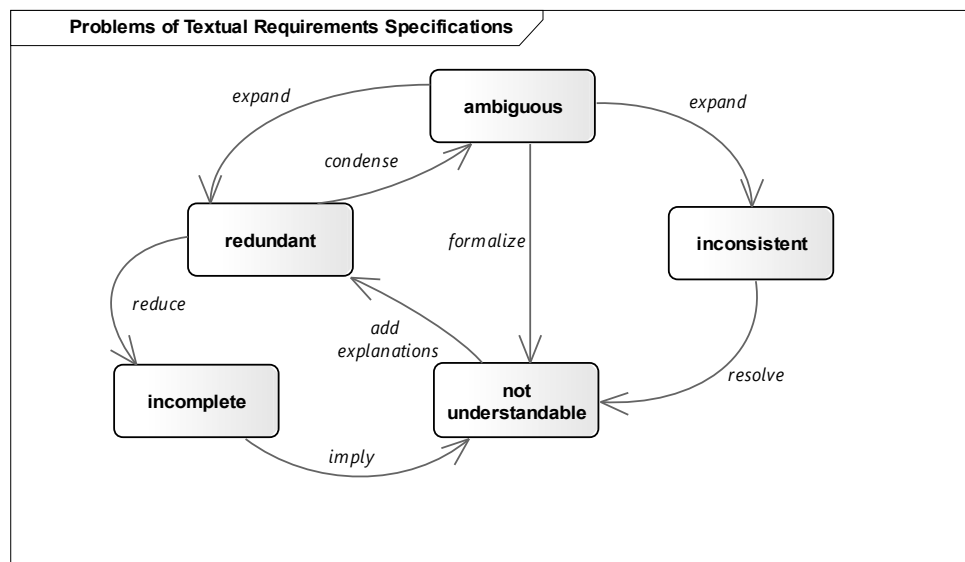 Problems of Textual Requirements Specifications
ambiguous
expand
expand
condense
redundant
formalize
inconsistent
reduce
add
explanations
incomplete
not
understandable
resolve
imply